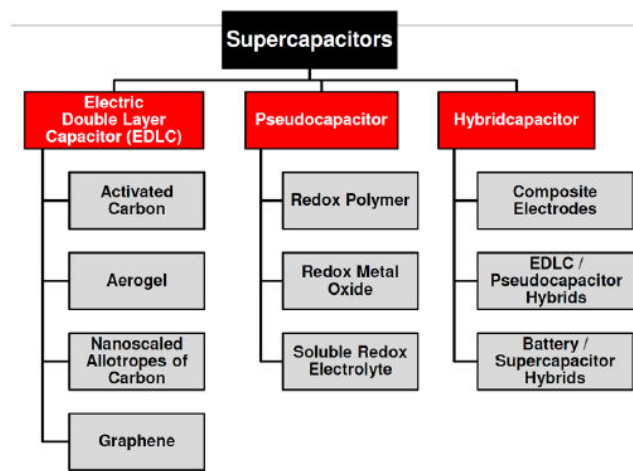 Supercapacitors
Electric
Double Layer
Capacitor (EDLC)
Pseudocapacitor
Hybridcapacitor
Activated
Carbon
Aerogel
Nanoscaled
Allotropes of
Carbon
Graphene
Redox Polymer
Redox Metal
Oxide
Soluble Redox
Electrolyte
Composite
Electrodes
EDLC /
Pseudocapacitor
Hybrids
Battery /
Supercapacitor
Hybrids